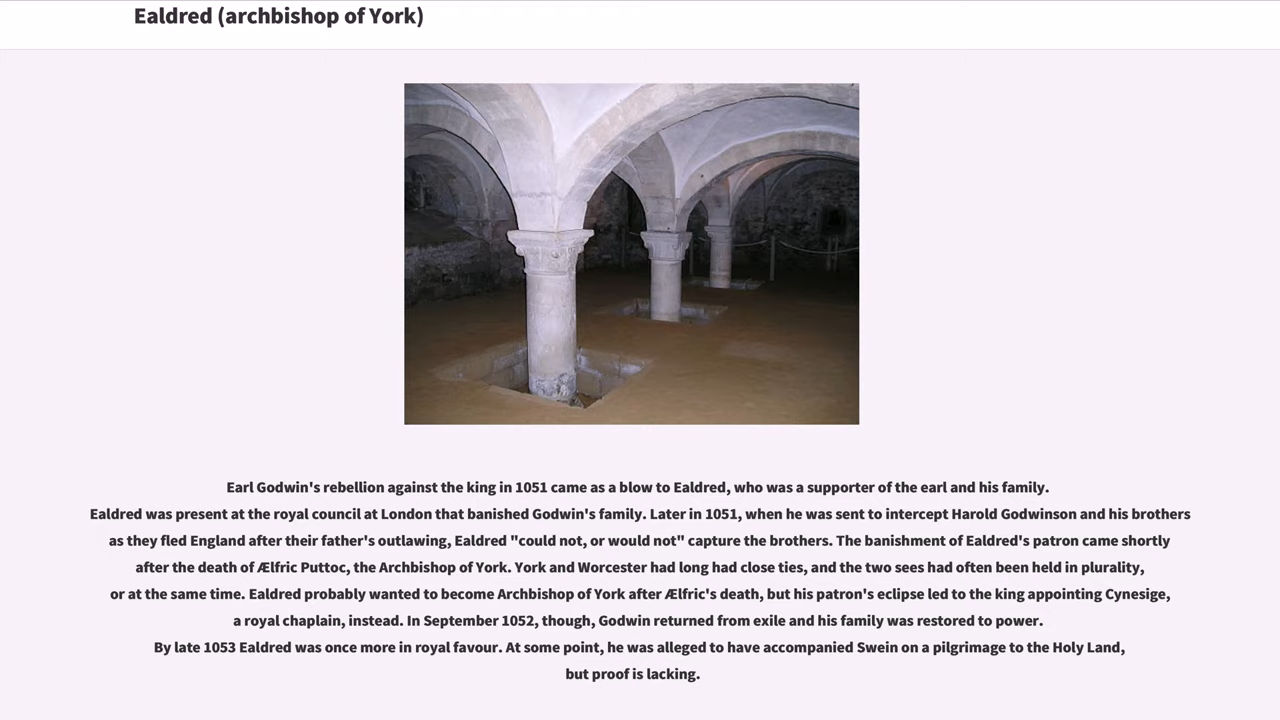 Ealdred (archbishop of York)
Earl Godwin's rebellion against the king in 1051 came as a blow to Ealdred, who was a supporter of the earl and his family.
Ealdred was present at the royal council at London that banished Godwin's family. Later in 1051, when he was sent to intercept Harold Godwinson and his brothers
as they fled England after their father's outlawing, Ealdred "could not, or would not" capture the brothers. The banishment of Ealdred's patron came shortly
after the death of Ælfric Puttoc, the Archbishop of York. York and Worcester had long had close ties, and the two sees had often been held in plurality,
or at the same time. Ealdred probably wanted to become Archbishop of York after Ælfric's death, but his patron's eclipse led to the king appointing Cynesige,
a royal chaplain, instead. In September 1052, though, Godwin returned from exile and his family was restored to power.
By late 1053 Ealdred was once more in royal favour. At some point, he was alleged to have accompanied Swein on a pilgrimage to the Holy Land,
but proof is lacking.